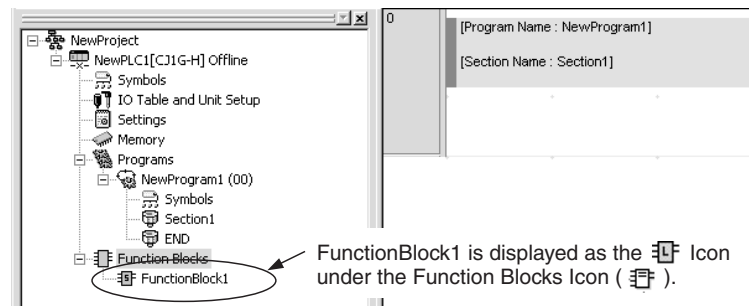 NewProject
NewPLC1[CJ1G-H] Offline
Symbols
IO Table and Unit Setup
Settings
Memory
Programs
NewProgram1 (00)
Symbols
Section1
END
Function Blocks
FunctionBlock1
0
[Program Name : NewProgram1]
[Section Name : Section1]
FunctionBlock1 is displayed as the L Icon
under the Function Blocks Icon ( ).